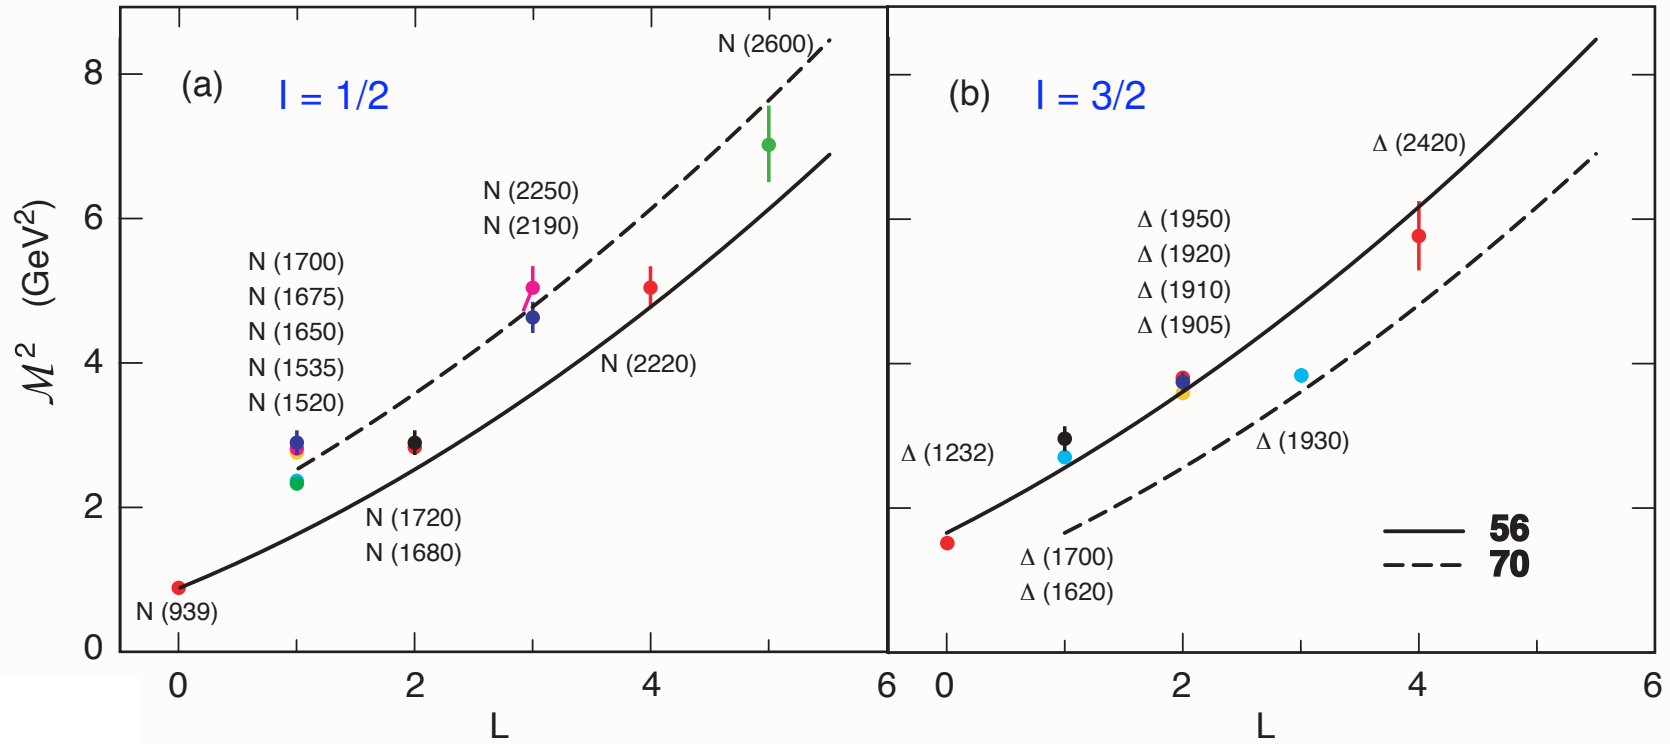 (a) I = 1/2
N (2600)
N (2250)
N (2190)
N (1700)
N (1675)
N (1650)
N (1535)
N (1520)
N (2220)
N (1720)
N (1680)
N (939)
8
6
4
2
0
ℳ² (GeV²)
0 2 4 6
L
(b) I = 3/2
Δ (2420)
Δ (1950)
Δ (1920)
Δ (1910)
Δ (1905)
Δ (1232)
Δ (1930)
Δ (1700)
Δ (1620)
56
70
0 2 4 6
L